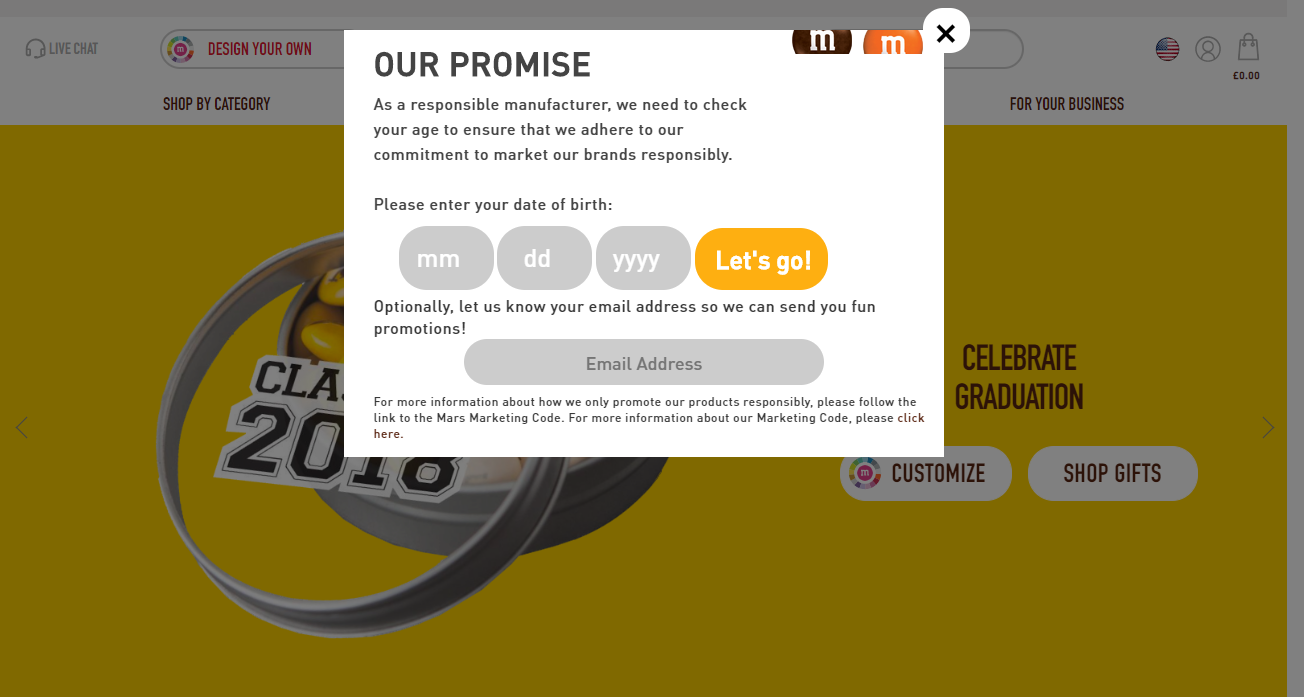 LIVE CHAT
m
DESIGN YOUR OWN
£0.00
SHOP BY CATEGORY
FOR YOUR BUSINESS
m
m
OUR PROMISE
As a responsible manufacturer, we need to check
your age to ensure that we adhere to our
commitment to market our brands responsibly.
Please enter your date of birth:
mm
dd
yyyy
Let's go!
Optionally, let us know your email address so we can send you fun
promotions!
Email Address
For more information about how we only promote our products responsibly, please follow the
link to the Mars Marketing Code. For more information about our Marketing Code, please click
here.
2018
CELEBRATE
GRADUATION
m
CUSTOMIZE
SHOP GIFTS